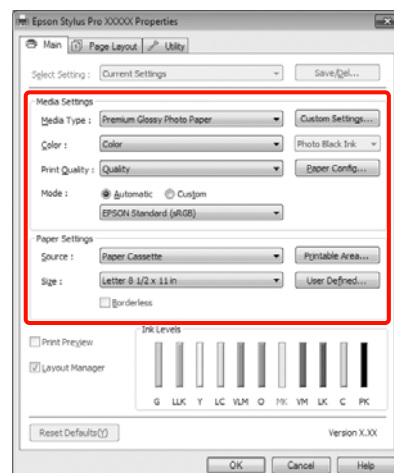 Epson Stylus Pro XXXXX Properties
Main Page Layout Utility
Select Setting : Current Settings Save/Del...
Media Settings
Media Type : Premium Glossy Photo Paper Custom Settings...
Color : Color Photo Black Ink
Print Quality : Quality Paper Config...
Mode : Automatic Custom
EPSON Standard (sRGB)
Paper Settings
Source : Paper Cassette Printable Area...
Size : Letter 8 1/2 x 11 in User Defined...
Borderless
Print Preview
Layout Manager
Ink Levels
G LLK Y LC VLM O MK VM LK C PK
Reset Defaults(Y) Version X.XX
OK Cancel Help